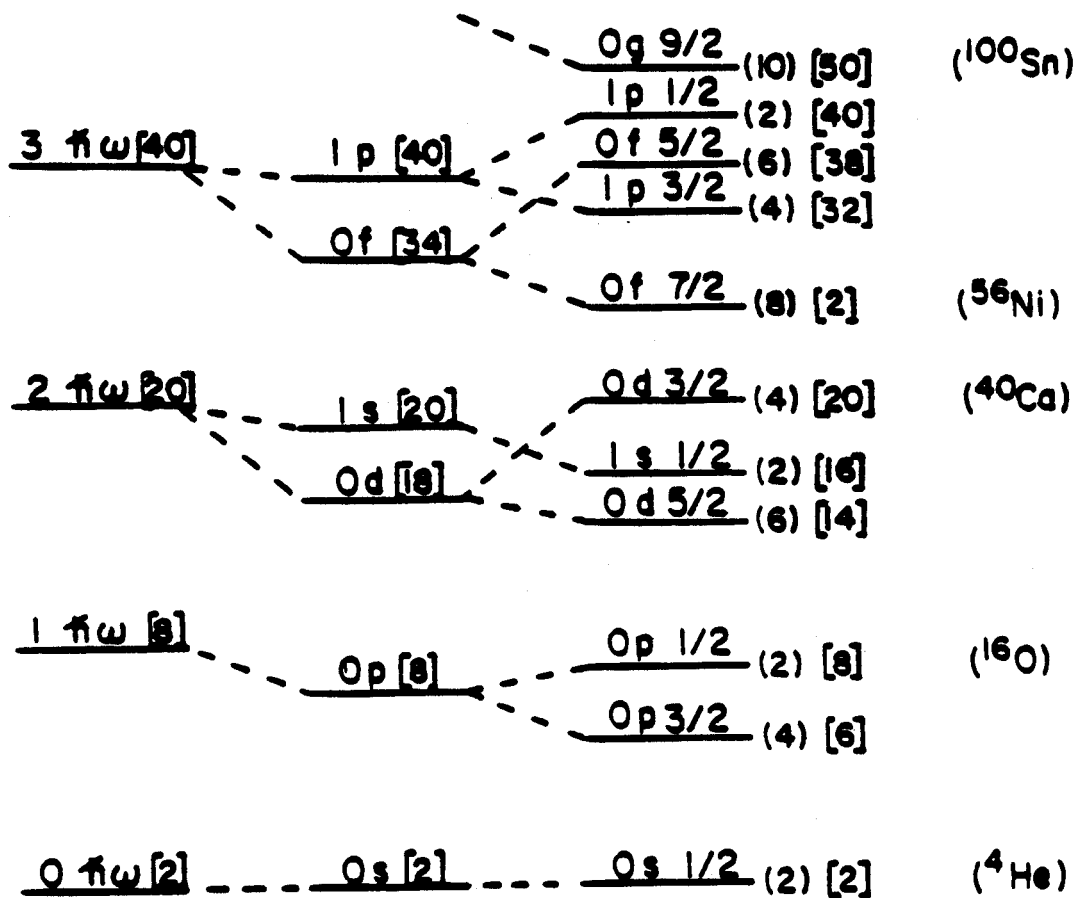 0g 9/2 (10) [50] (¹⁰⁰Sn)
1p 1/2 (2) [40]
3 ħω [40] 1p [40] 0f 5/2 (6) [38]
1p 3/2 (4) [32]
0f [34]
0f 7/2 (8) [2] (⁵⁶Ni)
2 ħω [20] 1s [20] 0d 3/2 (4) [20] (⁴⁰Ca)
1s 1/2 (2) [16]
0d [18] 0d 5/2 (6) [14]
1 ħω [8] 0p [8] 0p 1/2 (2) [8] (¹⁶O)
0p 3/2 (4) [6]
0 ħω [2] 0s [2] 0s 1/2 (2) [2] (⁴He)